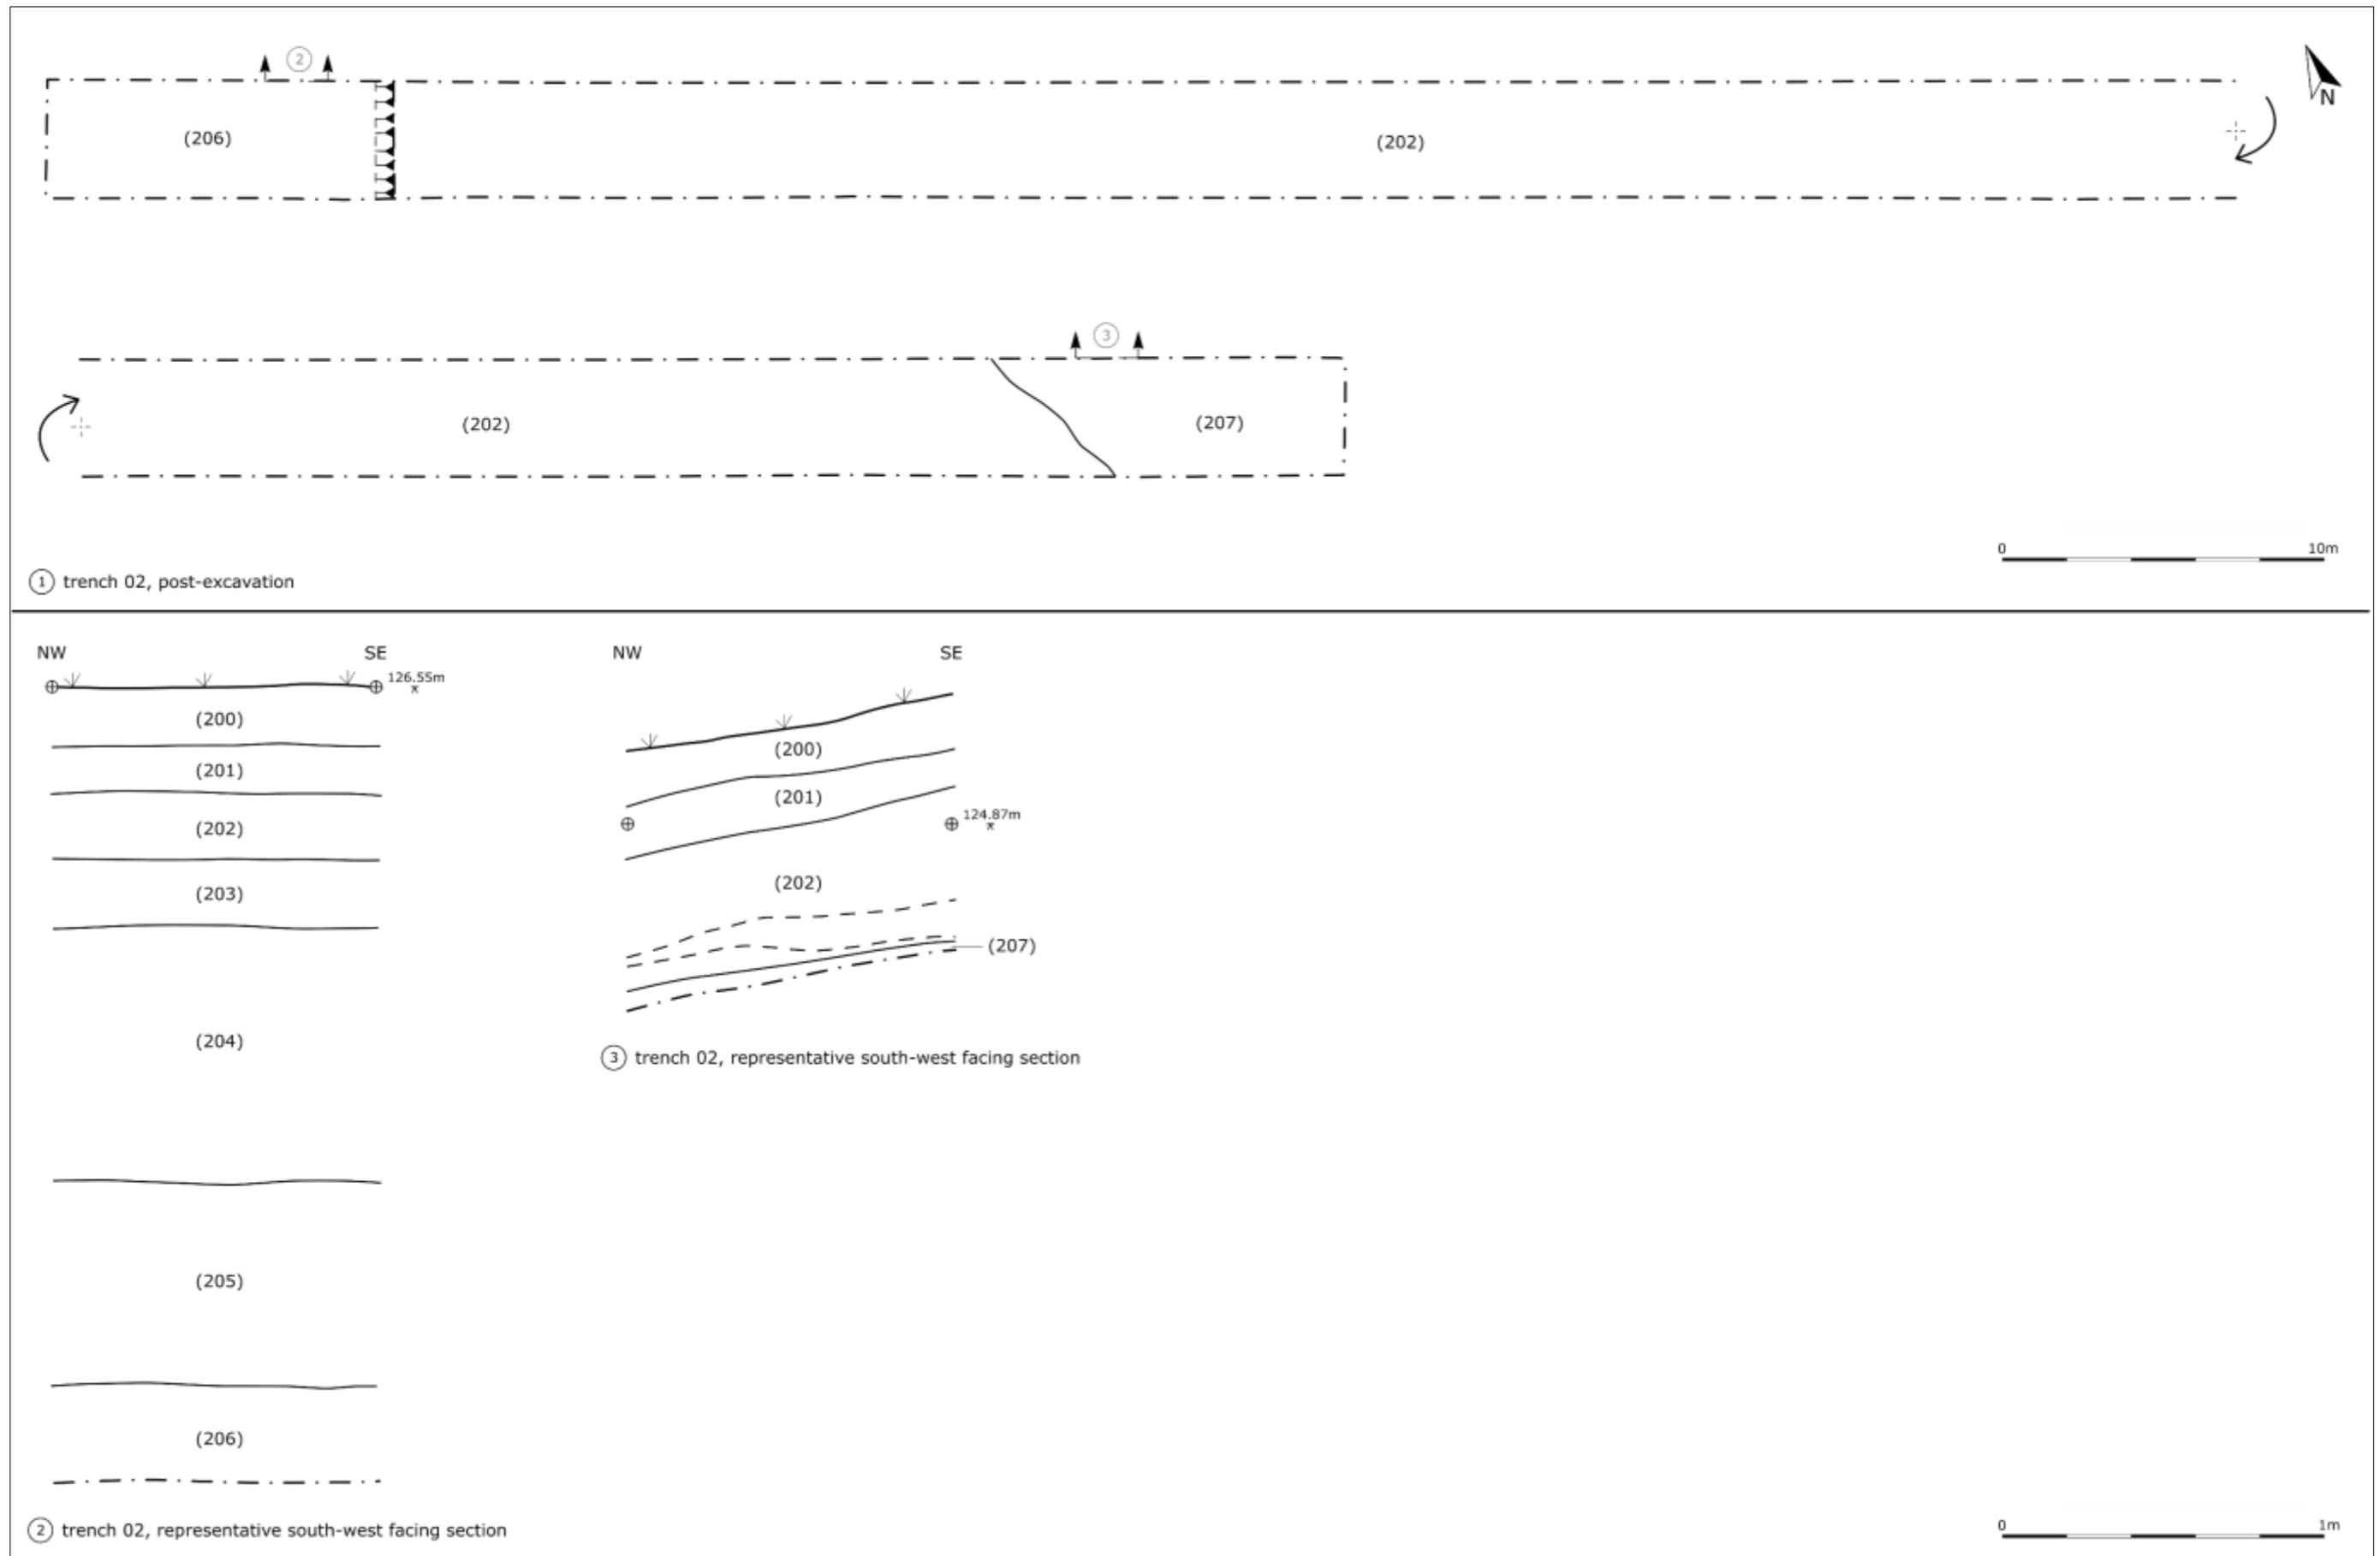 2
N
(206)
(202)
3
(202)
(207)
0 10m
1 trench 02, post-excavation
NW SE
126.55m
(200)
(201)
(202)
(203)
(204)
(205)
(206)
2 trench 02, representative south-west facing section
NW SE
(200)
(201)
124.87m
(202)
(207)
3 trench 02, representative south-west facing section
0 1m